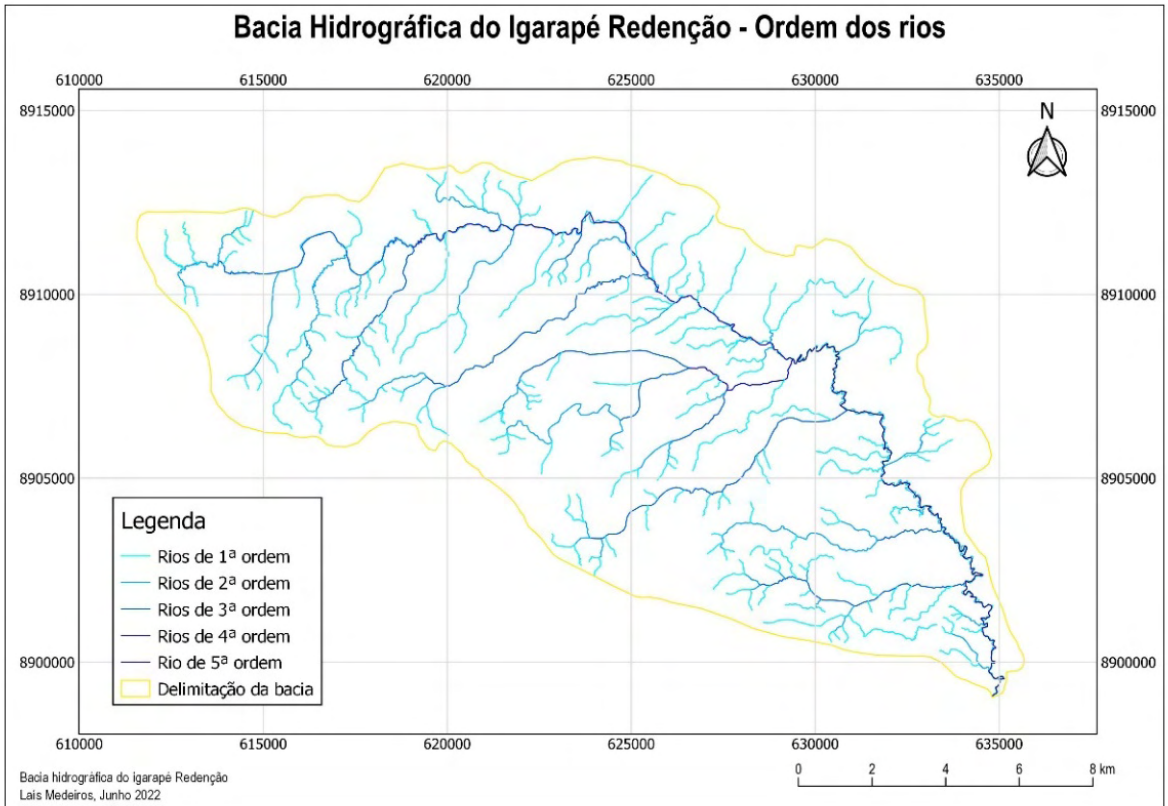 Bacia Hidrográfica do Igarapé Redenção - Ordem dos rios
610000 615000 620000 625000 630000 635000
8915000 8915000
N
8910000 8910000
8905000 8905000
Legenda
Rios de 1ª ordem
Rios de 2ª ordem
Rios de 3ª ordem
Rios de 4ª ordem
Rio de 5ª ordem
Delimitação da bacia
8900000 8900000
610000 615000 620000 625000 630000 635000
Bacia hidrográfica do igarapé Redenção
Laís Medeiros, Junho 2022
0 2 4 6 8 km